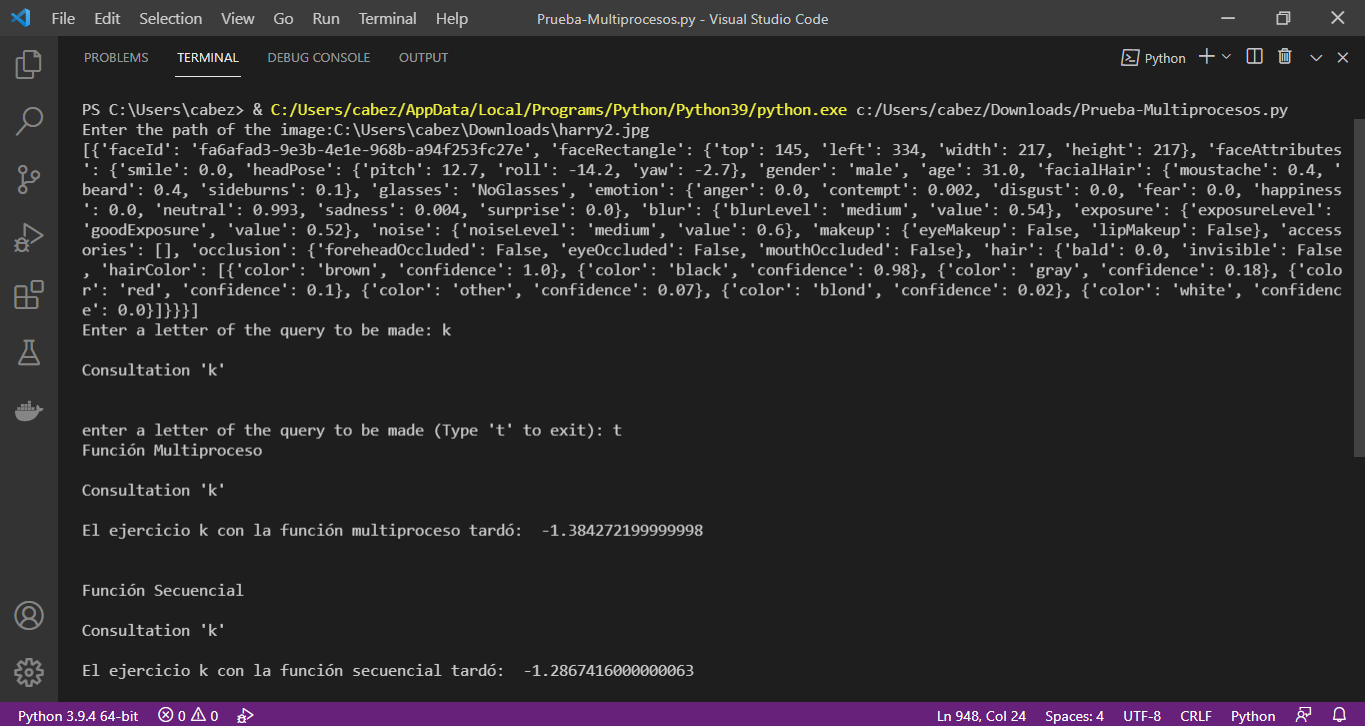 File Edit Selection View Go Run Terminal Help Prueba-Multiprocesos.py - Visual Studio Code
PROBLEMS TERMINAL DEBUG CONSOLE OUTPUT Python
PS C:\Users\cabez> & C:/Users/cabez/AppData/Local/Programs/Python/Python39/python.exe c:/Users/cabez/Downloads/Prueba-Multiprocesos.py
Enter the path of the image:C:\Users\cabez\Downloads\harry2.jpg
[{'faceId': 'fa6afad3-9e3b-4e1e-968b-a94f253fc27e', 'faceRectangle': {'top': 145, 'left': 334, 'width': 217, 'height': 217}, 'faceAttributes
': {'smile': 0.0, 'headPose': {'pitch': 12.7, 'roll': -14.2, 'yaw': -2.7}, 'gender': 'male', 'age': 31.0, 'facialHair': {'moustache': 0.4, '
beard': 0.4, 'sideburns': 0.1}, 'glasses': 'NoGlasses', 'emotion': {'anger': 0.0, 'contempt': 0.002, 'disgust': 0.0, 'fear': 0.0, 'happiness
': 0.0, 'neutral': 0.993, 'sadness': 0.004, 'surprise': 0.0}, 'blur': {'blurLevel': 'medium', 'value': 0.54}, 'exposure': {'exposureLevel':
'goodExposure', 'value': 0.52}, 'noise': {'noiseLevel': 'medium', 'value': 0.6}, 'makeup': {'eyeMakeup': False, 'lipMakeup': False}, 'access
ories': [], 'occlusion': {'foreheadOccluded': False, 'eyeOccluded': False, 'mouthOccluded': False}, 'hair': {'bald': 0.0, 'invisible': False
, 'hairColor': [{'color': 'brown', 'confidence': 1.0}, {'color': 'black', 'confidence': 0.98}, {'color': 'gray', 'confidence': 0.18}, {'colo
r': 'red', 'confidence': 0.1}, {'color': 'other', 'confidence': 0.07}, {'color': 'blond', 'confidence': 0.02}, {'color': 'white', 'confidenc
e': 0.0}]}}}]
Enter a letter of the query to be made: k
Consultation 'k'
enter a letter of the query to be made (Type 't' to exit): t
Función Multiproceso
Consultation 'k'
El ejercicio k con la función multiproceso tardó:  -1.384272199999998
Función Secuencial
Consultation 'k'
El ejercicio k con la función secuencial tardó:  -1.2867416000000063
Python 3.9.4 64-bit 0 0 Ln 948, Col 24 Spaces: 4 UTF-8 CRLF Python